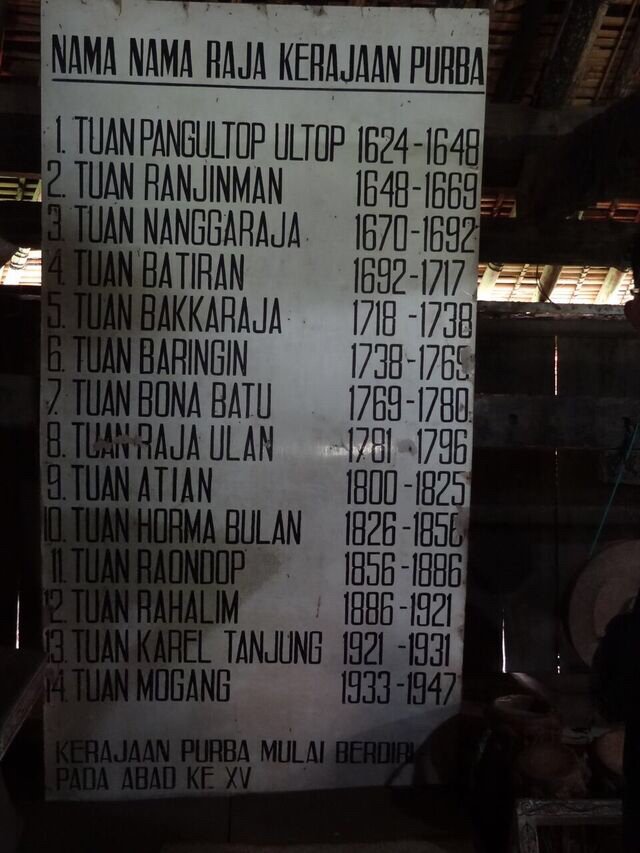 NAMA NAMA RAJA KERAJAAN PURBA
1. TUAN PANGULTOP ULTOP 1624-1648
2. TUAN RANJINMAN 1648-1669
3. TUAN NANGGARAJA 1670-1692
4. TUAN BATIRAN 1692-1717
5. TUAN BAKKARAJA 1718-1738
6. TUAN BARINGIN 1738-1769
7. TUAN BONA BATU 1769-1780
8. TUAN RAJA ULAN 1781-1796
9. TUAN ATIAN 1800-1825
10. TUAN HORMA BULAN 1826-1856
11. TUAN RAONDOP 1856-1886
12. TUAN RAHALIM 1886-1921
13. TUAN KAREL TANJUNG 1921-1931
14. TUAN MOGANG 1933-1947
KERAJAAN PURBA MULAI BERDIRI
PADA ABAD KE XV